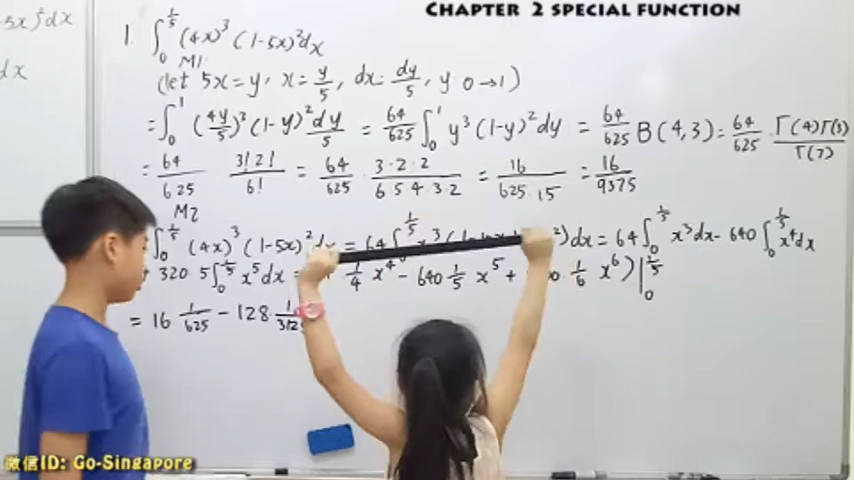 CHAPTER 2 SPECIAL FUNCTION
5x)²dx
dx
1. ∫₀^(1/5) (4x)³ (1-5x)² dx
M1
(let 5x = y, x = y/5, dx = dy/5, y 0→1)
= ∫₀¹ (4y/5)³ (1-y)² dy/5 = 64/625 ∫₀¹ y³ (1-y)² dy = 64/625 B(4,3) = 64/625 · Γ(4)Γ(3)/Γ(7)
= 64/625 3!2!/6! = 64/625 · 3·2·2/6·5·4·3·2 = 16/625·15 = 16/9375
M2
∫₀^(1/5) (4x)³ (1-5x)² dx = 64 ∫₀^(1/5) x³ dx = 64 ∫₀^(1/5) x³dx - 640 ∫₀^(1/5) x⁴dx
320 5 ∫₀^(1/5) x⁵dx = 1/4 x⁴ - 640 1/5 x⁵ + 1/6 x⁶) |₀^(1/5)
= 16 1/625 - 128
微信ID: Go-Singapore